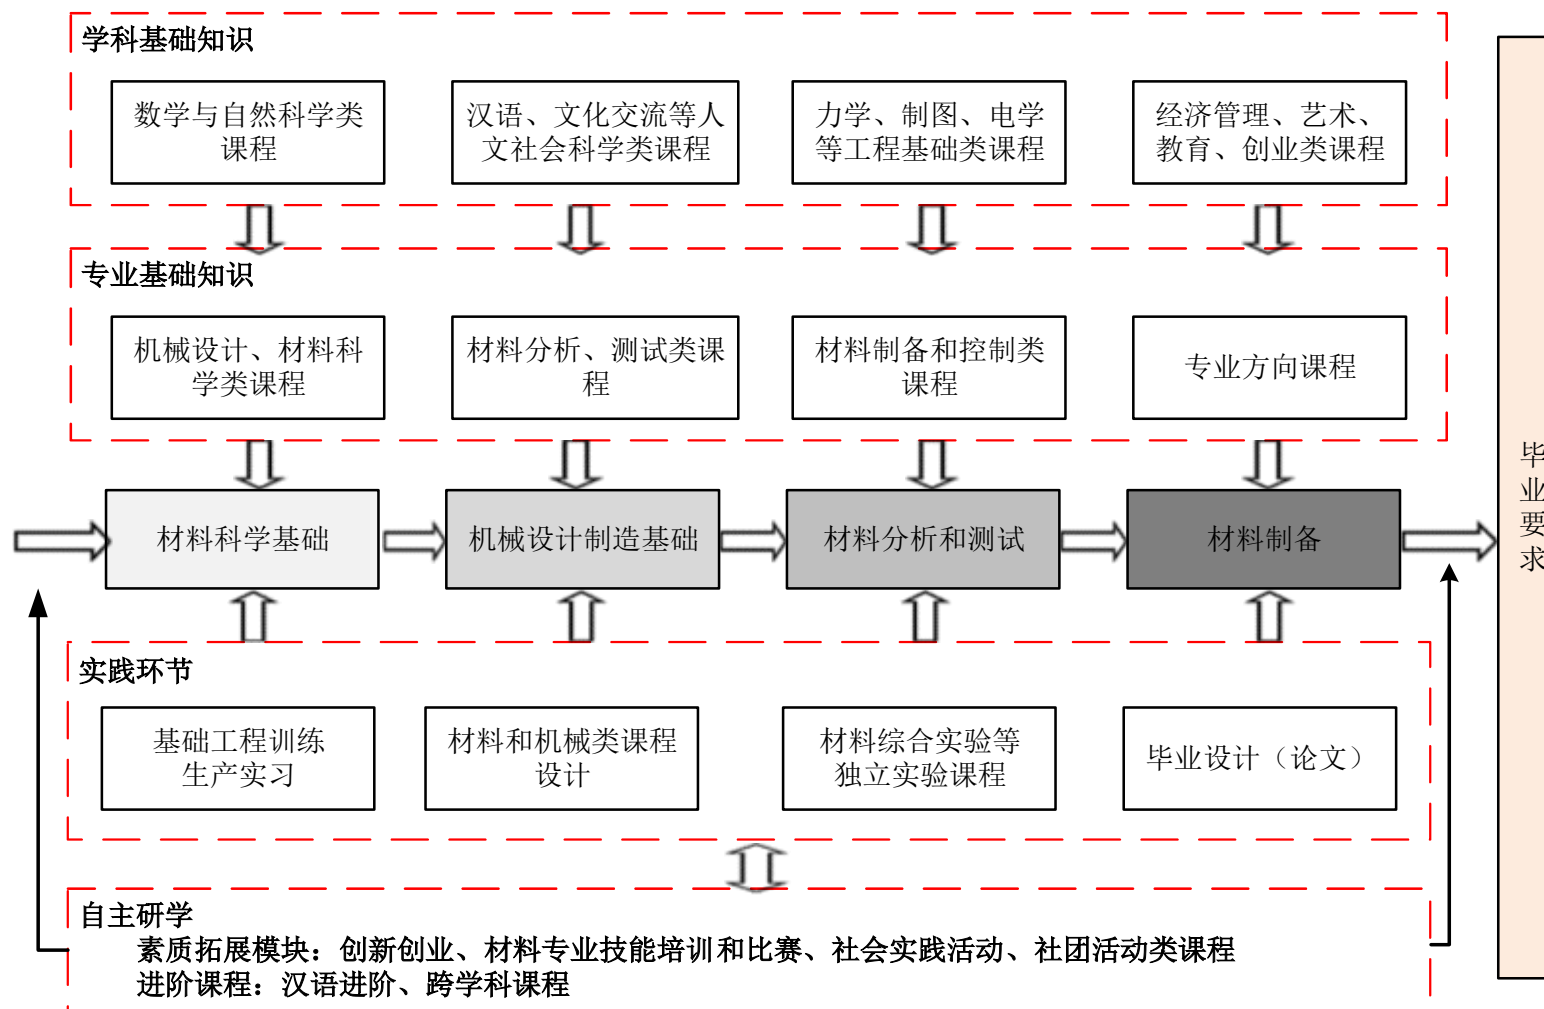 学科基础知识
数学与自然科学类
课程
汉语、文化交流等人
文社会科学类课程
力学、制图、电学
等工程基础类课程
经济管理、艺术、
教育、创业类课程
专业基础知识
机械设计、材料科
学类课程
材料分析、测试类课
程
材料制备和控制类
课程
专业方向课程
材料科学基础
机械设计制造基础
材料分析和测试
材料制备
毕
业
要
求
实践环节
基础工程训练
生产实习
材料和机械类课程
设计
材料综合实验等
独立实验课程
毕业设计（论文）
自主研学
素质拓展模块：创新创业、材料专业技能培训和比赛、社会实践活动、社团活动类课程
进阶课程：汉语进阶、跨学科课程